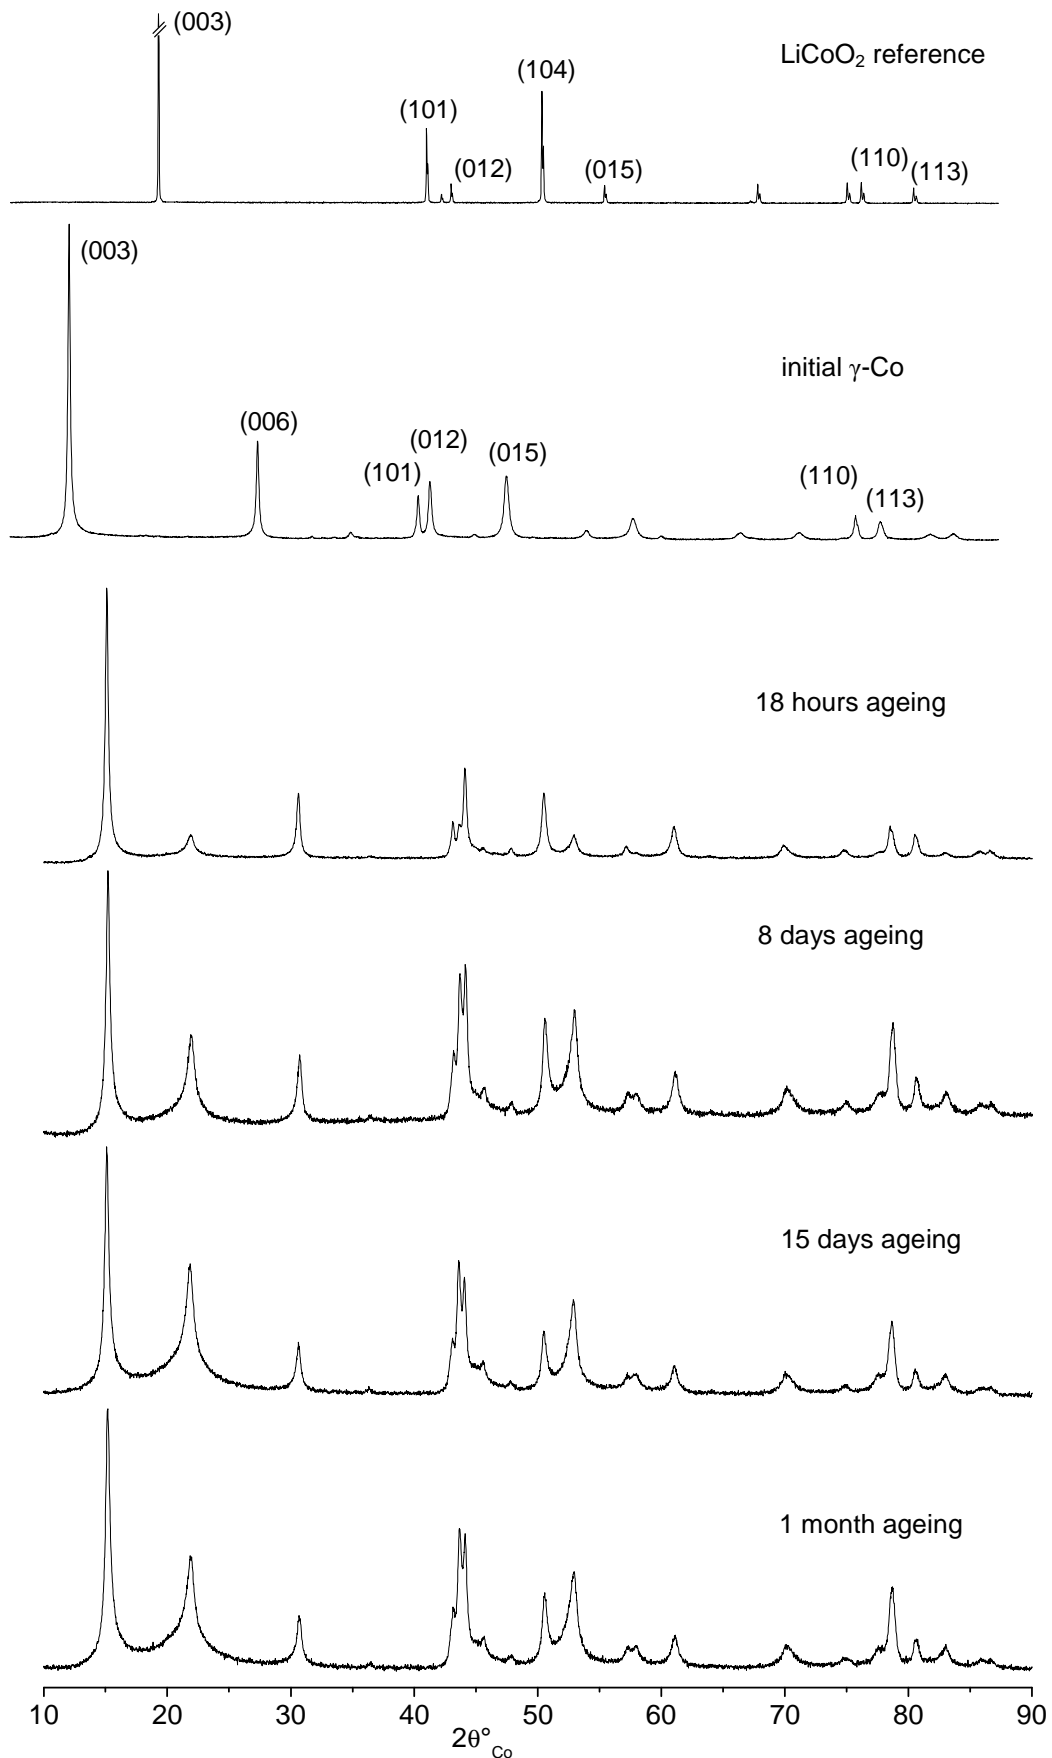 (003)
LiCoO₂ reference
(104)
(101)
(012)
(015)
(110)
(113)
(003)
initial γ-Co
(006)
(012)
(101)
(015)
(110)
(113)
18 hours ageing
8 days ageing
15 days ageing
1 month ageing
10 20 30 40 50 60 70 80 90
2θ°Co